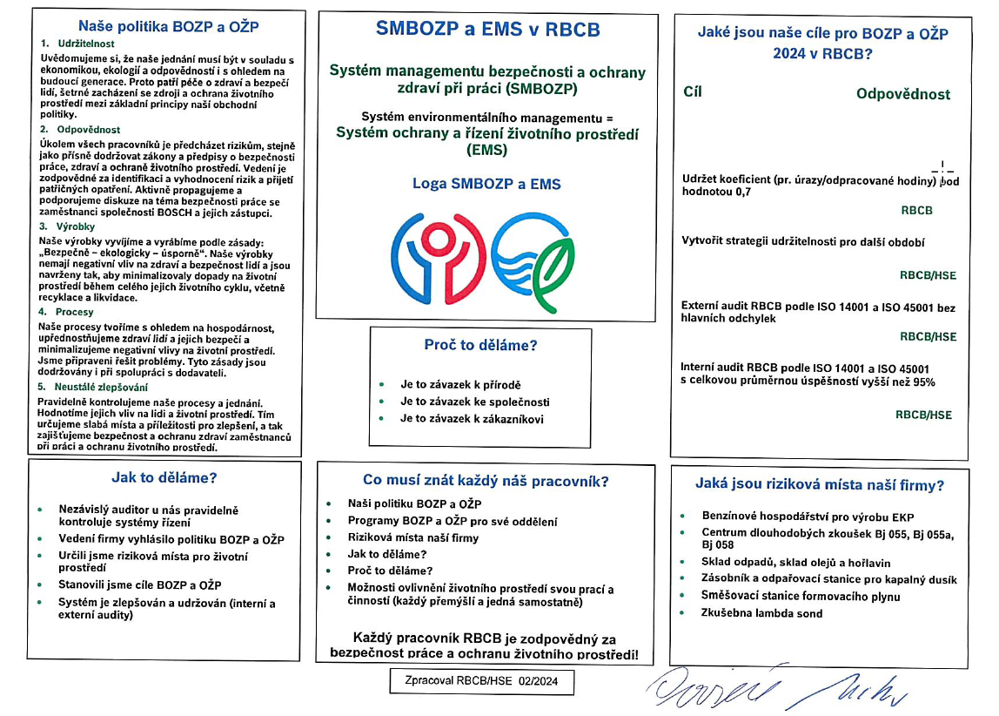 Naše politika BOZP a OŽP
1. Udržitelnost
Uvědomujeme si, že naše jednání musí být v souladu s
ekonomikou, ekologií a odpovědností i s ohledem na
budoucí generace. Proto patří péče o zdraví a bezpečí
lidí, šetrné zacházení se zdroji a ochrana životního
prostředí mezi základní principy naší obchodní
politiky.
2. Odpovědnost
Úkolem všech pracovníků je předcházet rizikům, stejně
jako přísně dodržovat zákony a předpisy o bezpečnosti
práce, zdraví a ochraně životního prostředí. Vedení je
zodpovědné za identifikaci a vyhodnocení rizik a přijetí
patřičných opatření. Aktivně propagujeme a
podporujeme diskuze na téma bezpečnosti práce se
zaměstnanci společnosti BOSCH a jejich zástupci.
3. Výrobky
Naše výrobky vyvíjíme a vyrábíme podle zásady:
„Bezpečně – ekologicky – úsporně“. Naše výrobky
nemají negativní vliv na zdraví a bezpečnost lidí a jsou
navrženy tak, aby minimalizovaly dopady na životní
prostředí během celého jejich životního cyklu, včetně
recyklace a likvidace.
4. Procesy
Naše procesy tvoříme s ohledem na hospodárnost,
upřednostňujeme zdraví lidí a jejich bezpečí a
minimalizujeme negativní vlivy na životní prostředí.
Jsme připraveni řešit problémy. Tyto zásady jsou
dodržovány i při spolupráci s dodavateli.
5. Neustálé zlepšování
Pravidelně kontrolujeme naše procesy a jednání.
Hodnotíme jejich vliv na lidi a životní prostředí. Tím
určujeme slabá místa a příležitosti pro zlepšení, a tak
zajišťujeme bezpečnost a ochranu zdraví zaměstnanců
při práci a ochranu životního prostředí.
SMBOZP a EMS v RBCB
Systém managementu bezpečnosti a ochrany
zdraví při práci (SMBOZP)
Systém environmentálního managementu =
Systém ochrany a řízení životního prostředí
(EMS)
Loga SMBOZP a EMS
Proč to děláme?
• Je to závazek k přírodě
• Je to závazek ke společnosti
• Je to závazek k zákazníkovi
Jaké jsou naše cíle pro BOZP a OŽP
2024 v RBCB?
Cíl Odpovědnost
Udržet koeficient (pr. úrazy/odpracované hodiny) pod
hodnotou 0,7
RBCB
Vytvořit strategii udržitelnosti pro další období
RBCB/HSE
Externí audit RBCB podle ISO 14001 a ISO 45001 bez
hlavních odchylek
RBCB/HSE
Interní audit RBCB podle ISO 14001 a ISO 45001
s celkovou průměrnou úspěšností vyšší než 95%
RBCB/HSE
Jak to děláme?
• Nezávislý auditor u nás pravidelně
kontroluje systémy řízení
• Vedení firmy vyhlásilo politiku BOZP a OŽP
• Určili jsme riziková místa pro životní
prostředí
• Stanovili jsme cíle BOZP a OŽP
• Systém je zlepšován a udržován (interní a
externí audity)
Co musí znát každý náš pracovník?
• Naši politiku BOZP a OŽP
• Programy BOZP a OŽP pro své oddělení
• Riziková místa naší firmy
• Jak to děláme?
• Proč to děláme?
• Možnosti ovlivnění životního prostředí svou prací a
činností (každý přemýšlí a jedná samostatně)
Každý pracovník RBCB je zodpovědný za
bezpečnost práce a ochranu životního prostředí!
Jaká jsou riziková místa naší firmy?
• Benzínové hospodářství pro výrobu EKP
• Centrum dlouhodobých zkoušek Bj 055, Bj 055a,
Bj 058
• Sklad odpadů, sklad olejů a hořlavin
• Zásobník a odpařovací stanice pro kapalný dusík
• Směšovací stanice formovacího plynu
• Zkušebna lambda sond
Zpracoval RBCB/HSE 02/2024